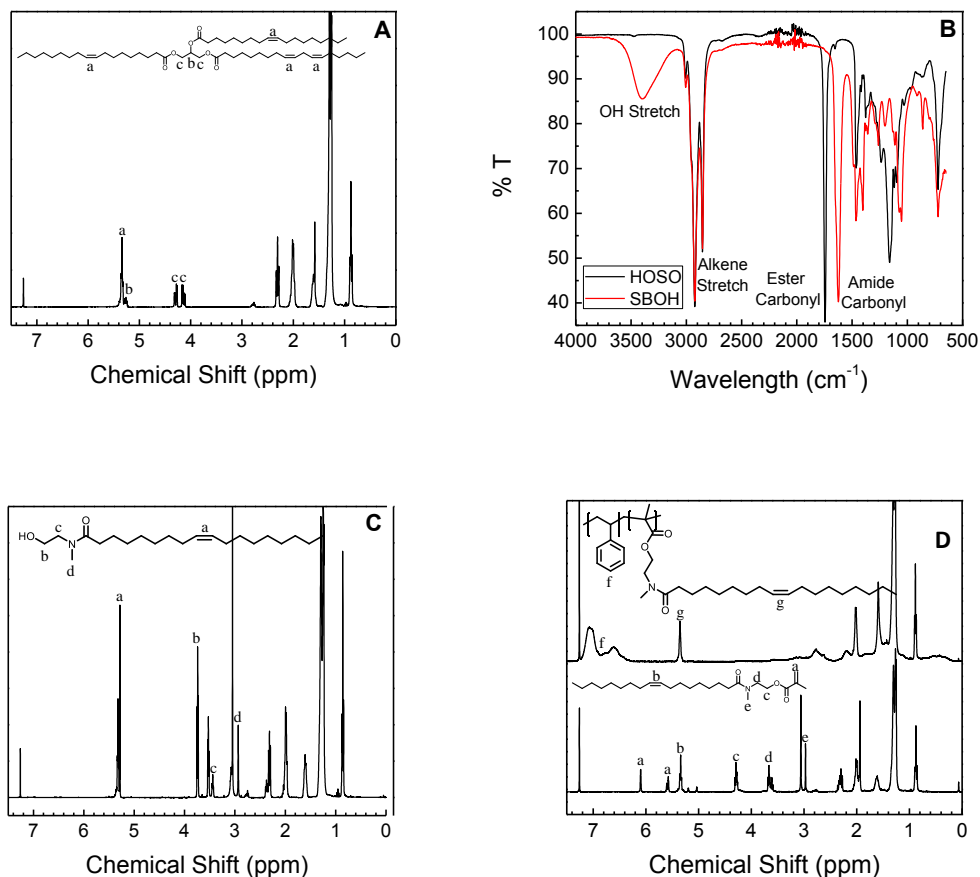 A
a
a
a
a
c
b
c
a
b
c
c
7 6 5 4 3 2 1 0
Chemical Shift (ppm)
B
100
90
80
70
60
50
40
% T
OH Stretch
Alkene
Stretch
Ester
Carbonyl
Amide
Carbonyl
HOSO
SBOH
4000 3500 3000 2500 2000 1500 1000 500
Wavelength (cm-1)
C
O
HO
N
a
b
c
d
a
b
c
d
7 6 5 4 3 2 1 0
Chemical Shift (ppm)
D
O
O
N
O
f
g
f
g
O
N
O
O
a
b
c
d
e
a
a
b
c
d
e
7 6 5 4 3 2 1 0
Chemical Shift (ppm)